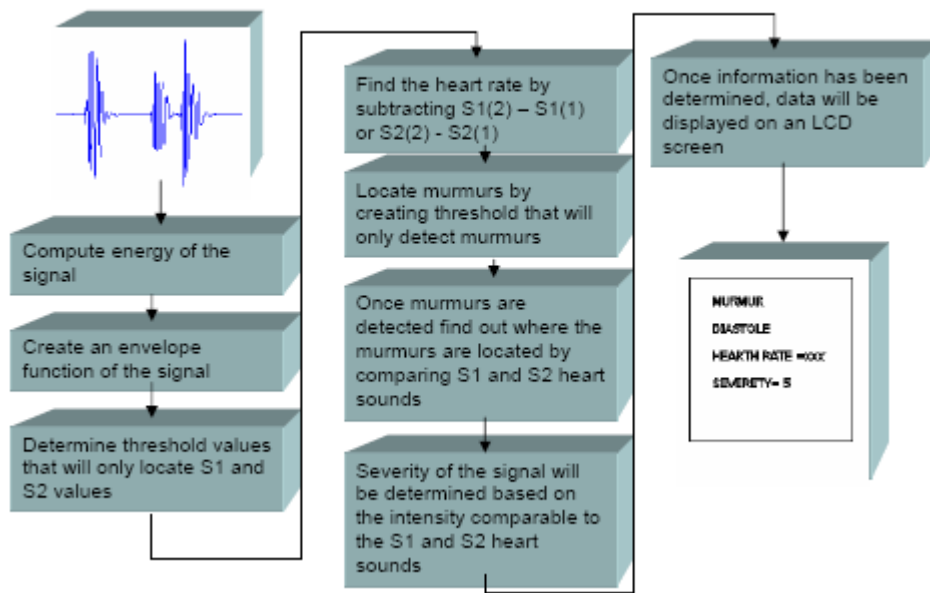 Compute energy of the
signal
Create an envelope
function of the signal
Determine threshold values
that will only locate S1 and
S2 values
Find the heart rate by
subtracting S1(2) – S1(1)
or S2(2) - S2(1)
Locate murmurs by
creating threshold that will
only detect murmurs
Once murmurs are
detected find out where the
murmurs are located by
comparing S1 and S2 heart
sounds
Severity of the signal will
be determined based on
the intensity comparable to
the S1 and S2 heart
sounds
Once information has been
determined, data will be
displayed on an LCD
screen
MURMUR
DIASTOLE
HEARTH RATE =xxx
SEVERETY= 5